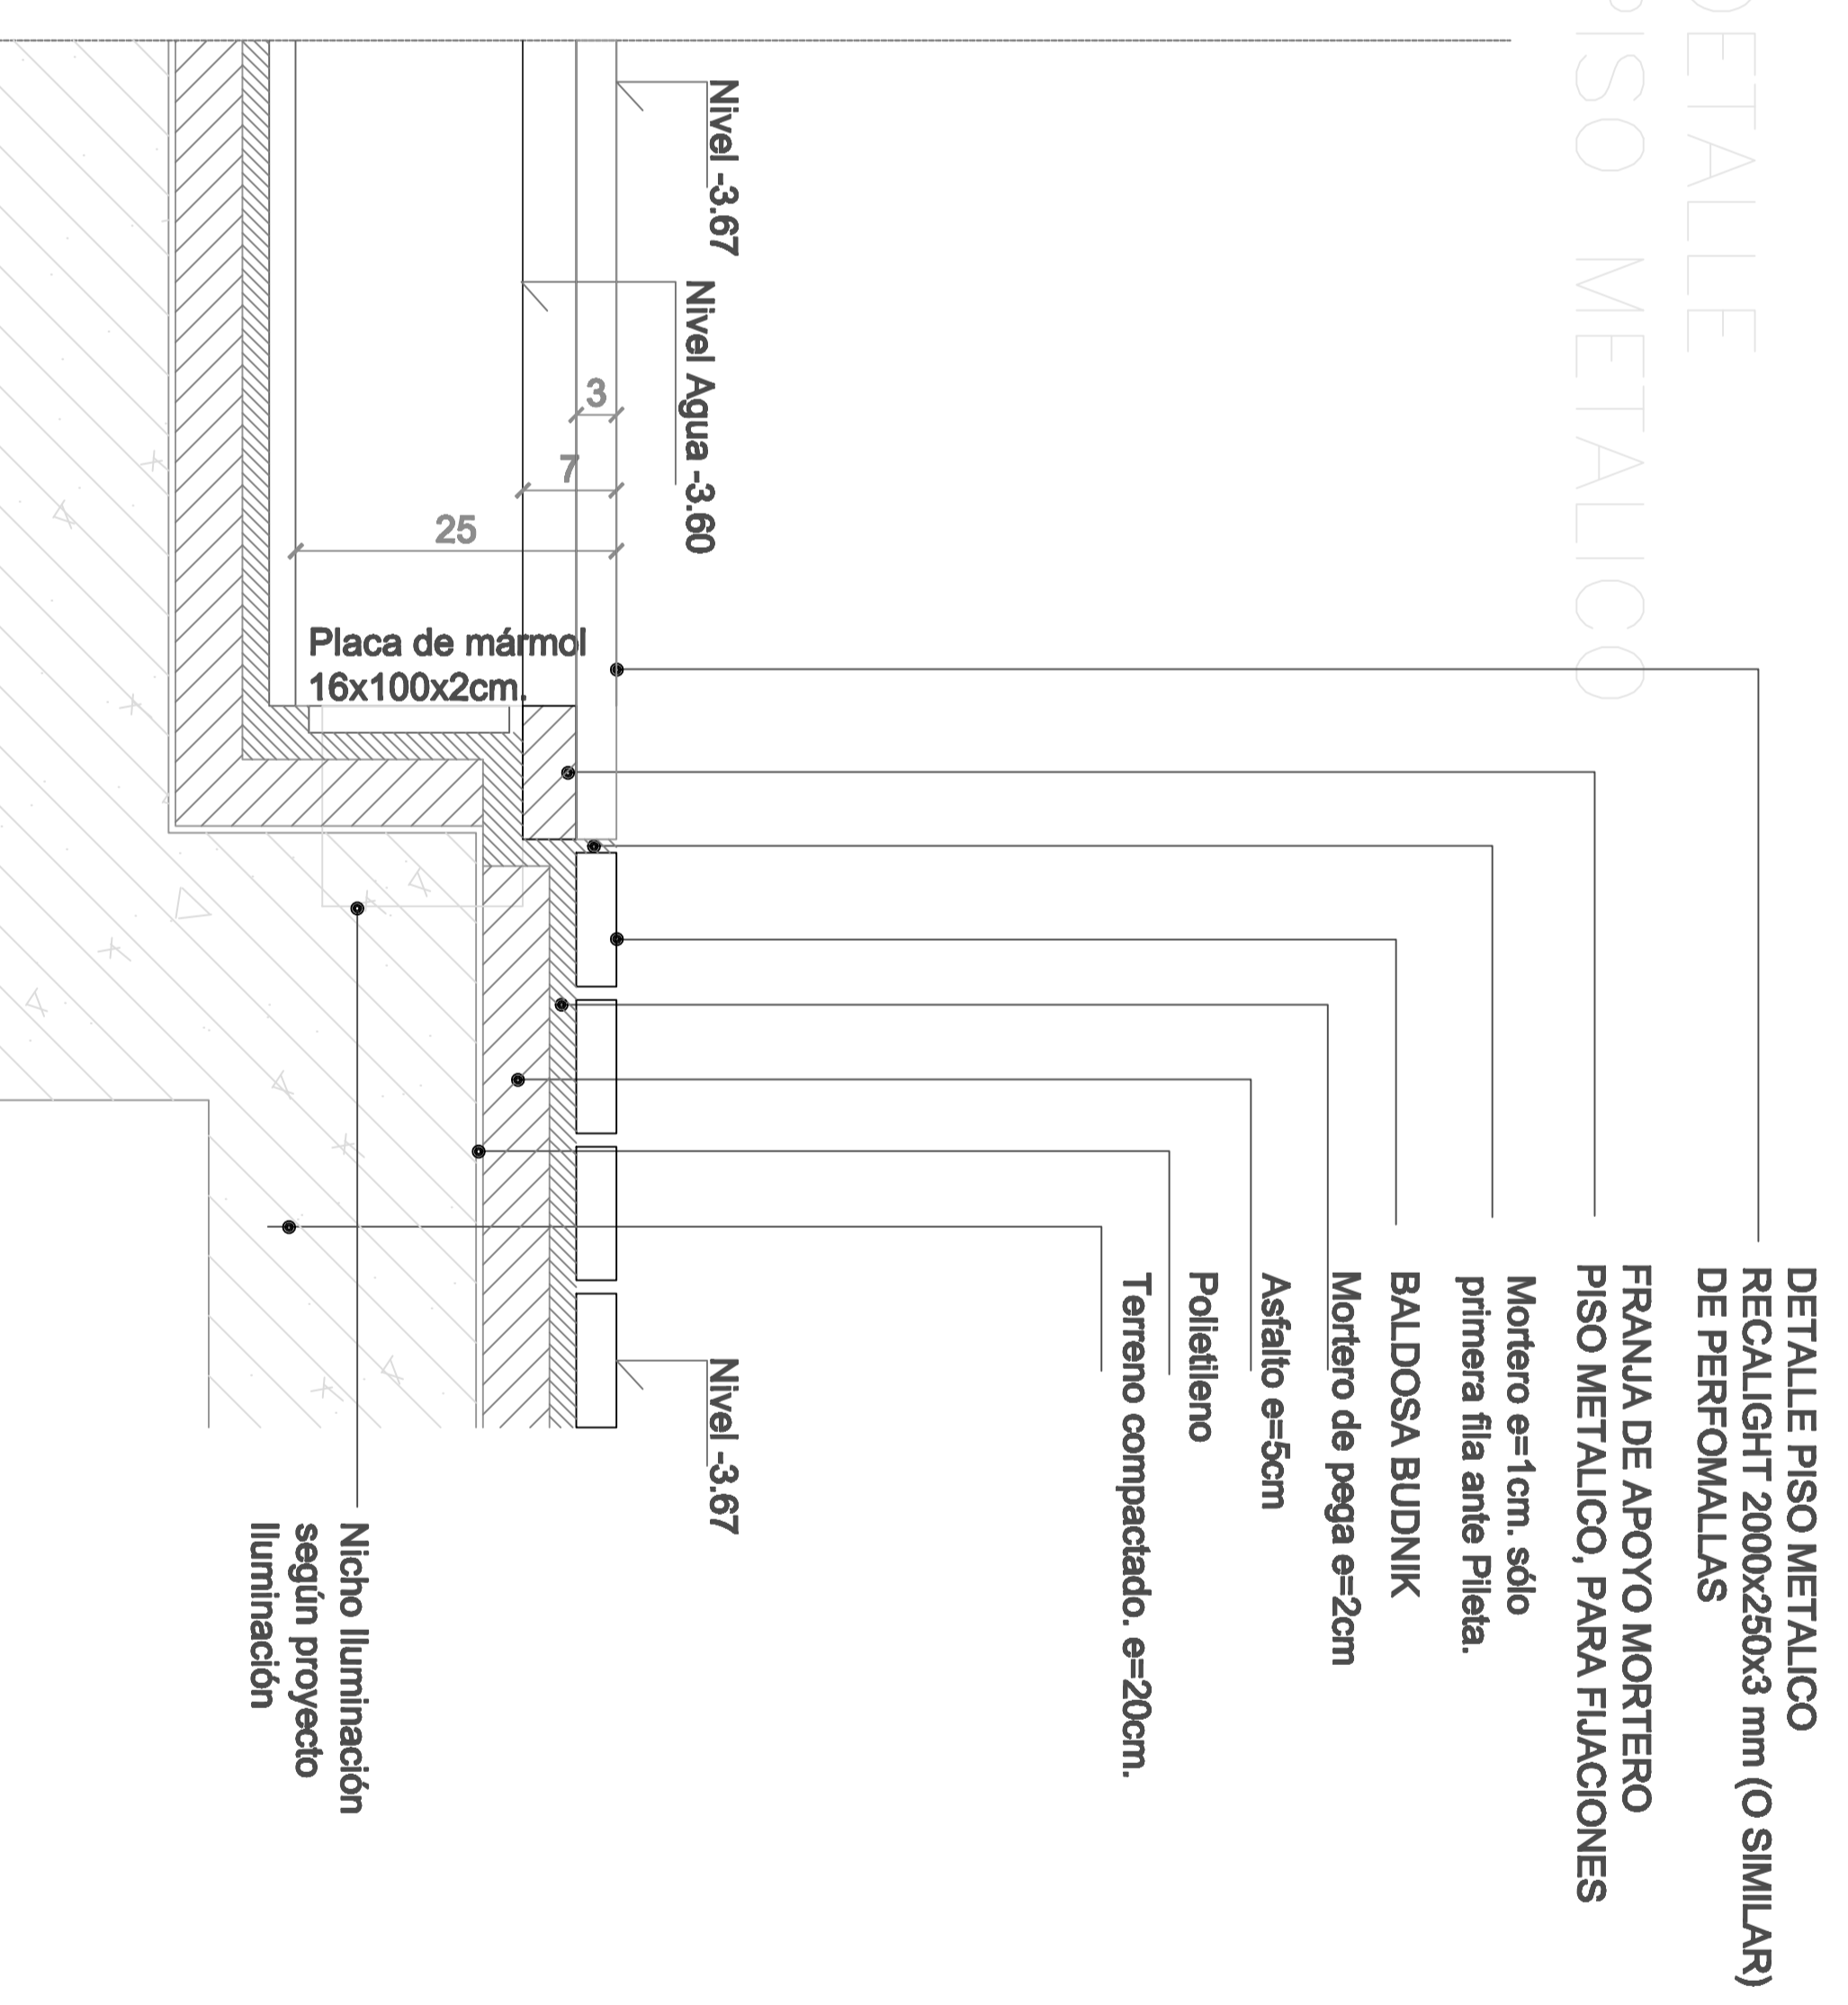 DETALLE
PISO METALICO
DETALLE PISO METALICO
RECALIGHT 2000x250x3 mm (O SIMILAR)
DE PERFOMALLAS
FRANJA DE APOYO MORTERO
PISO METALICO, PARA FIJACIONES
Mortero e=1cm. sólo
primera fila ante Pileta.
BALDOSA BUDNIK
Mortero de pega e=2cm
Asfalto e=5cm
Polietileno
Terreno compactado. e=20cm.
Nivel -3.67
Nivel Agua -3.60
3
7
25
Placa de mármol
16x100x2cm.
Nivel -3.67
Nicho Iluminación
según proyecto
Iluminación